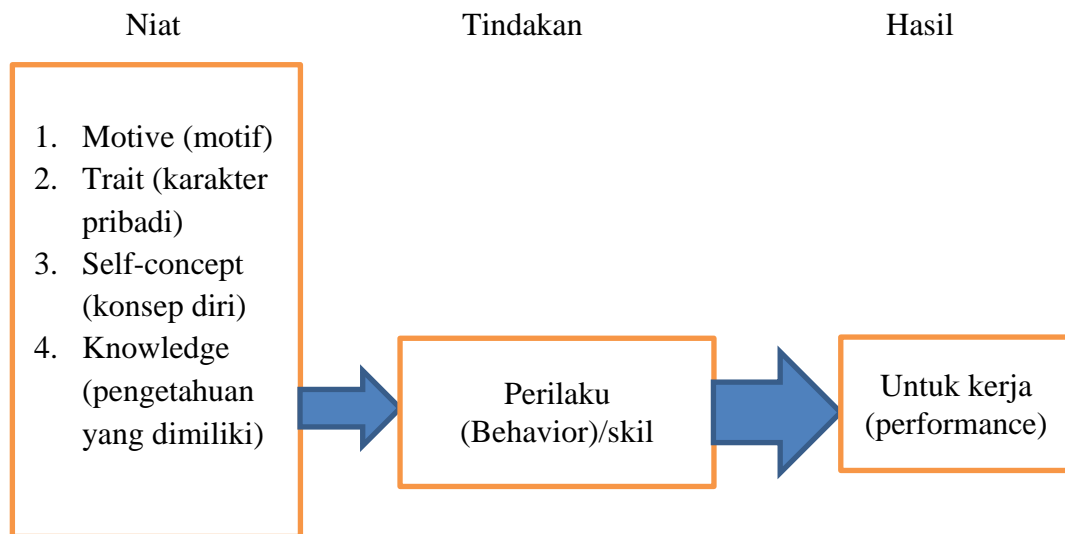 Niat Tindakan Hasil
1. Motive (motif)
2. Trait (karakter
pribadi)
3. Self-concept
(konsep diri)
4. Knowledge
(pengetahuan
yang dimiliki)
Perilaku
(Behavior)/skil
Untuk kerja
(performance)